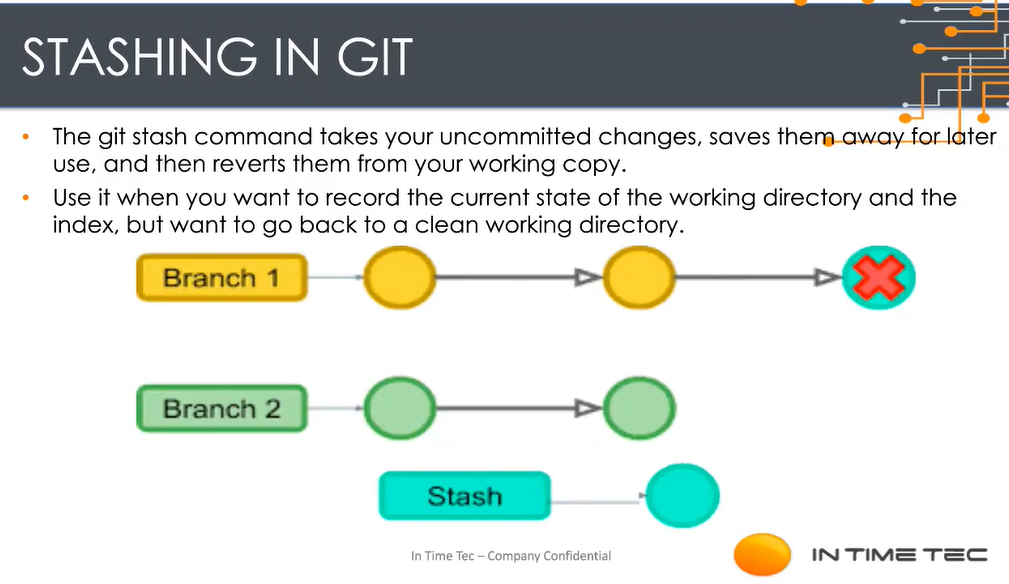 STASHING IN GIT
• The git stash command takes your uncommitted changes, saves them away for later
use, and then reverts them from your working copy.
• Use it when you want to record the current state of the working directory and the
index, but want to go back to a clean working directory.
Branch 1
Branch 2
Stash
In Time Tec – Company Confidential
IN TIME TEC